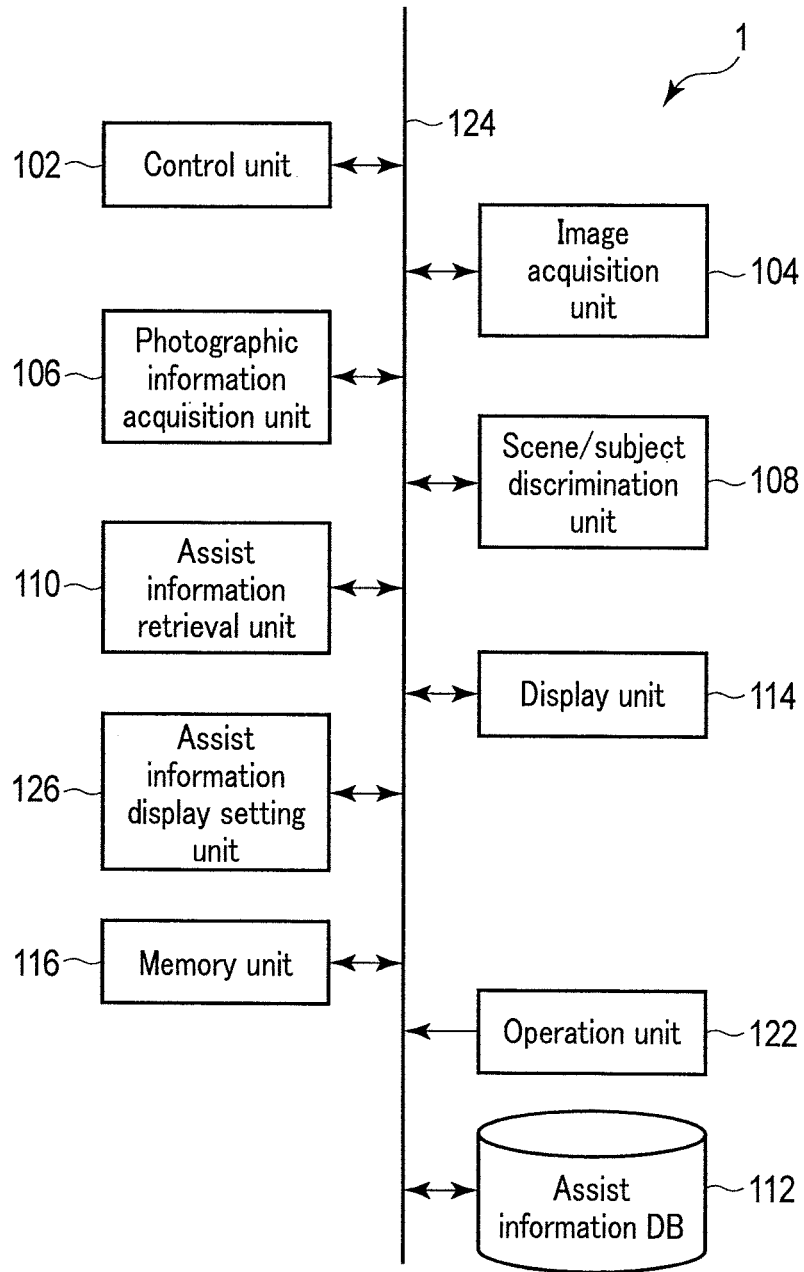 1
124
102
Control unit
Image
acquisition
unit
104
106
Photographic
information
acquisition unit
Scene/subject
discrimination
unit
108
110
Assist
information
retrieval unit
Display unit
114
126
Assist
information
display setting
unit
116
Memory unit
Operation unit
122
Assist
information DB
112